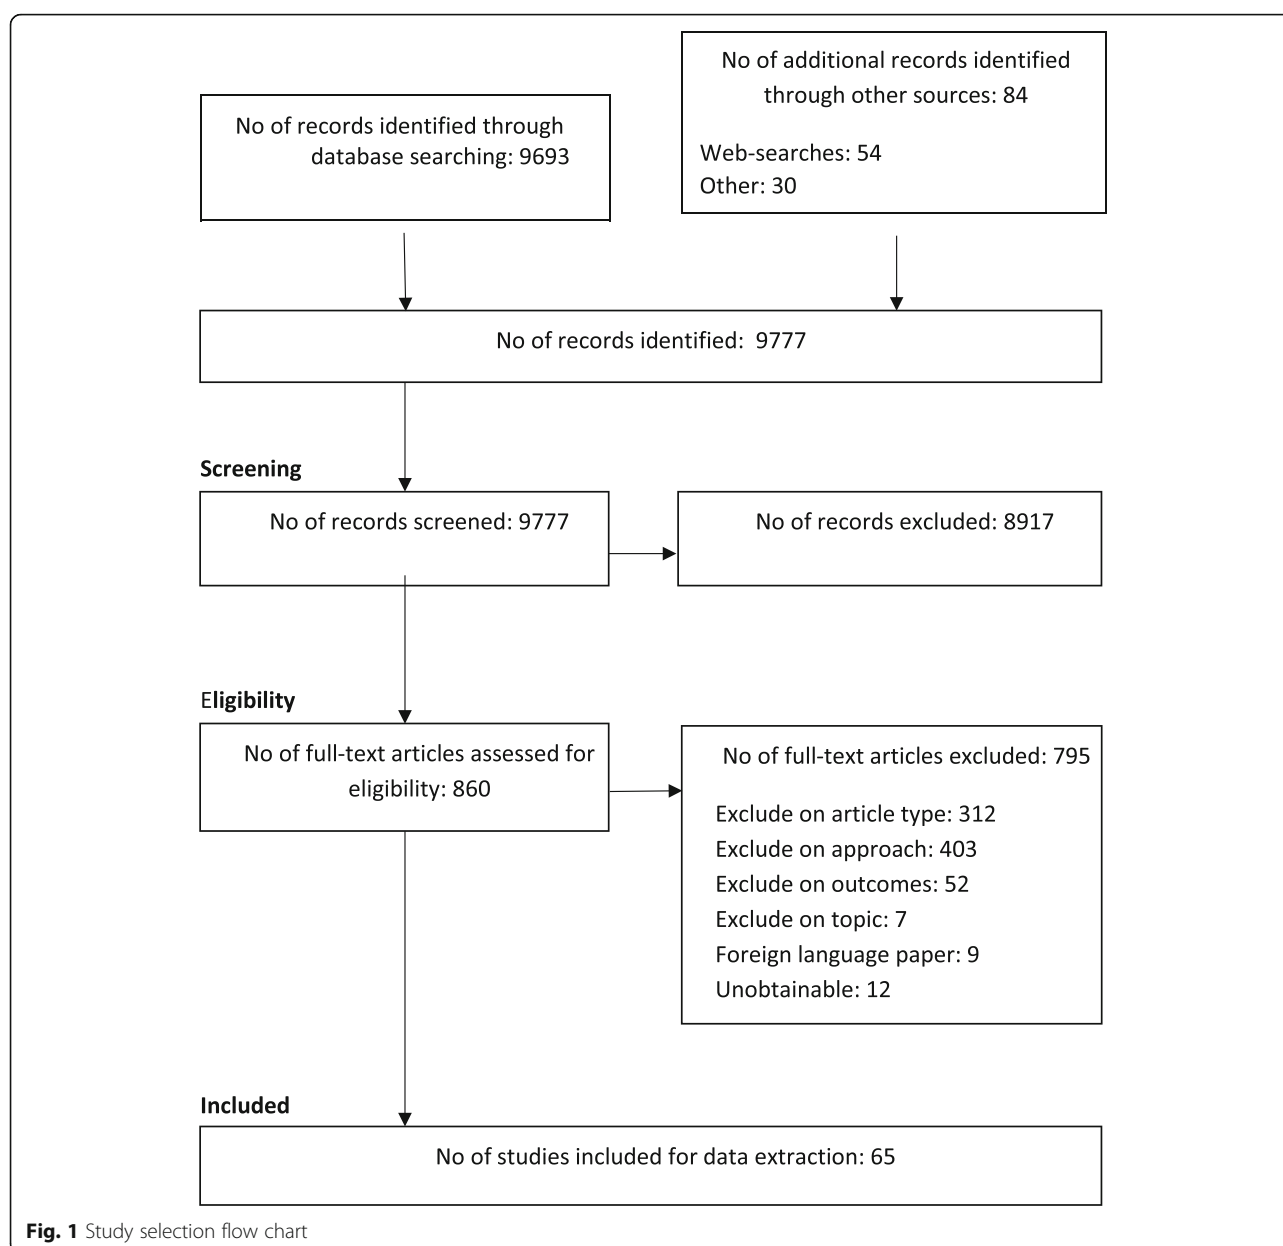 No of records identified through
database searching: 9693
No of additional records identified
through other sources: 84
Web-searches: 54
Other: 30
No of records identified: 9777
Screening
No of records screened: 9777
No of records excluded: 8917
Eligibility
No of full-text articles assessed for
eligibility: 860
No of full-text articles excluded: 795
Exclude on article type: 312
Exclude on approach: 403
Exclude on outcomes: 52
Exclude on topic: 7
Foreign language paper: 9
Unobtainable: 12
Included
No of studies included for data extraction: 65
Fig. 1 Study selection flow chart